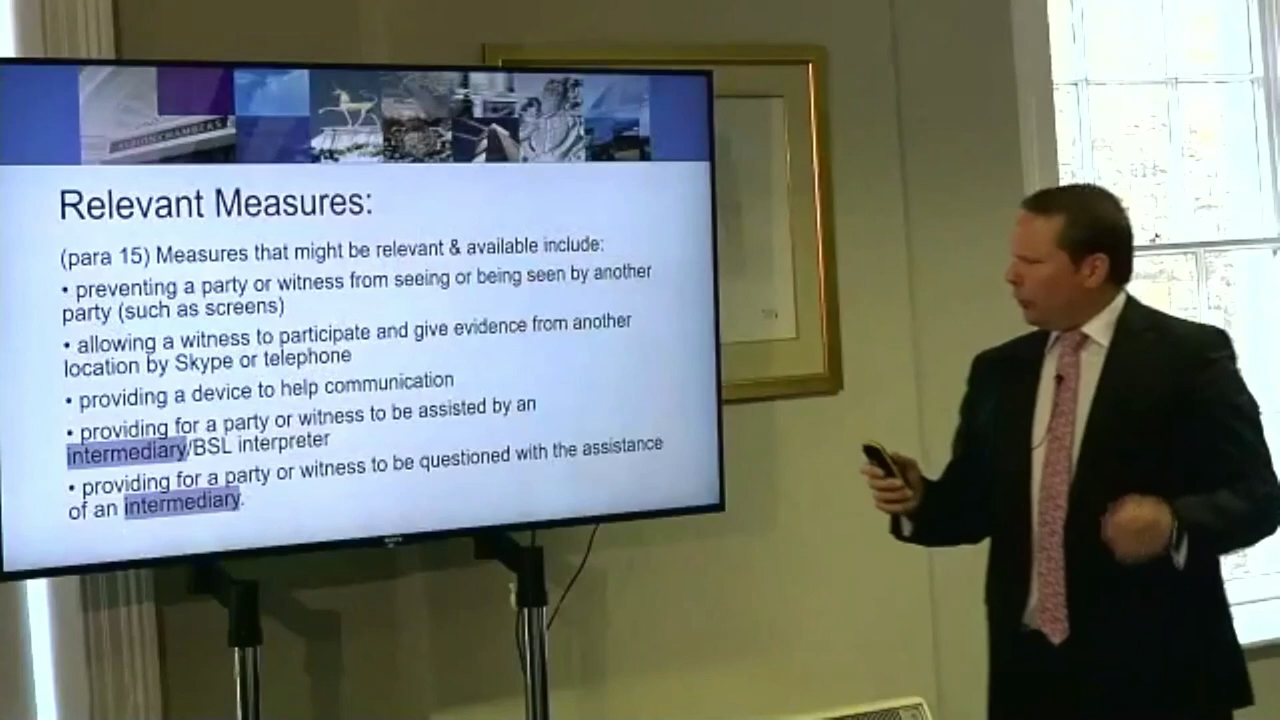 ALBION CHAMBERS
Relevant Measures:
(para 15) Measures that might be relevant & available include:
• preventing a party or witness from seeing or being seen by another
party (such as screens)
• allowing a witness to participate and give evidence from another
location by Skype or telephone
• providing a device to help communication
• providing for a party or witness to be assisted by an
intermediary/BSL interpreter
• providing for a party or witness to be questioned with the assistance
of an intermediary.
SONY